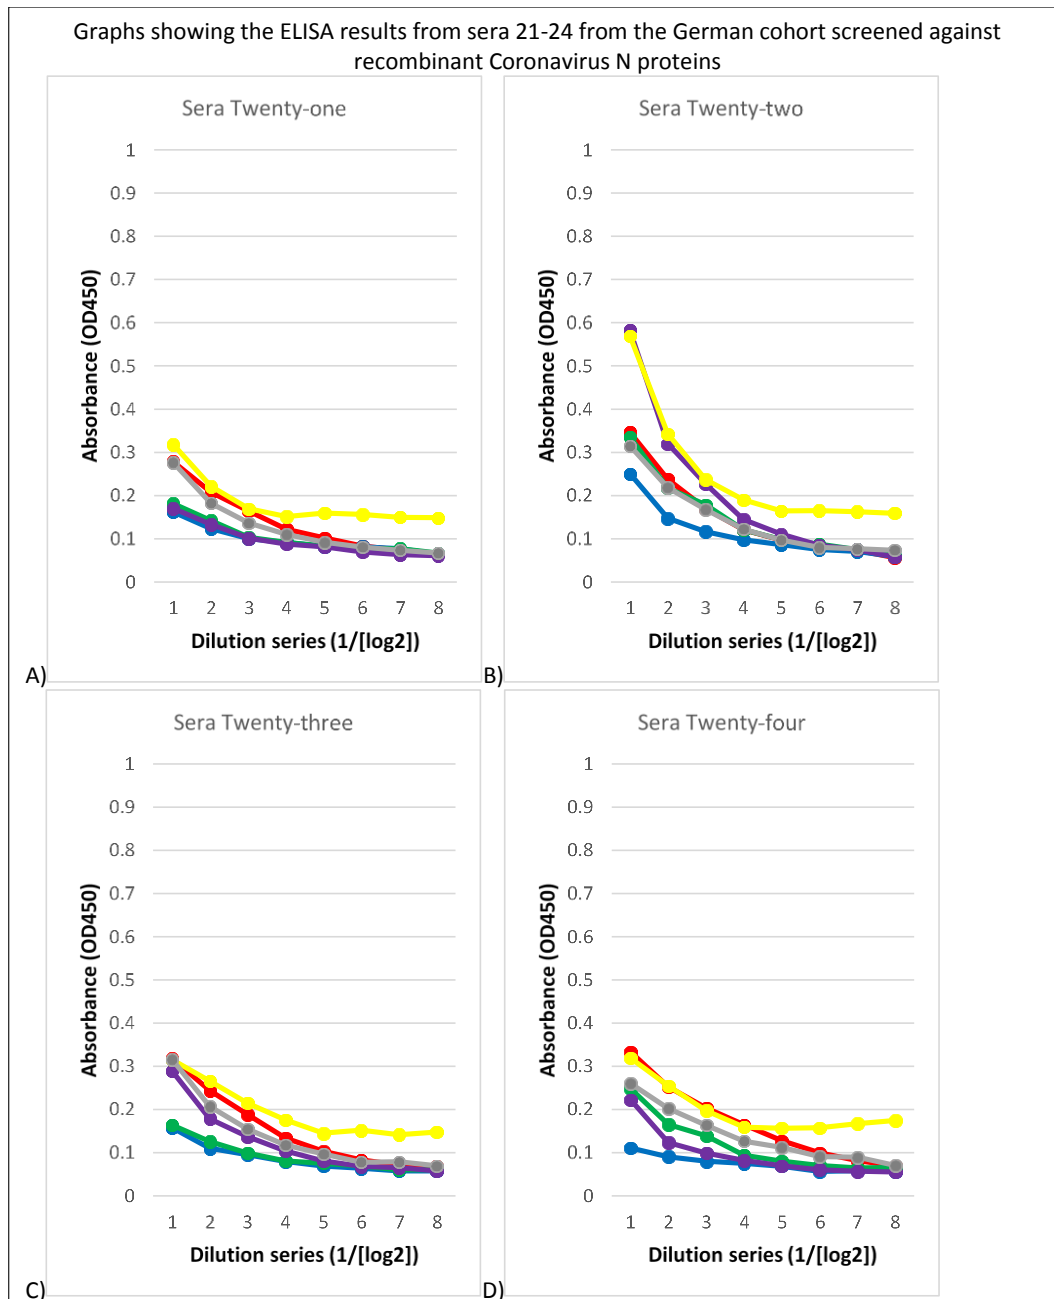 Graphs showing the ELISA results from sera 21-24 from the German cohort screened against
recombinant Coronavirus N proteins
Sera Twenty-one
1
0.9
0.8
0.7
0.6
0.5
0.4
0.3
0.2
0.1
0
Absorbance (OD450)
1 2 3 4 5 6 7 8
Dilution series (1/[log2])
A)
Sera Twenty-two
1
0.9
0.8
0.7
0.6
0.5
0.4
0.3
0.2
0.1
0
Absorbance (OD450)
1 2 3 4 5 6 7 8
Dilution series (1/[log2])
B)
Sera Twenty-three
1
0.9
0.8
0.7
0.6
0.5
0.4
0.3
0.2
0.1
0
Absorbance (OD450)
1 2 3 4 5 6 7 8
Dilution series (1/[log2])
C)
Sera Twenty-four
1
0.9
0.8
0.7
0.6
0.5
0.4
0.3
0.2
0.1
0
Absorbance (OD450)
1 2 3 4 5 6 7 8
Dilution series (1/[log2])
D)